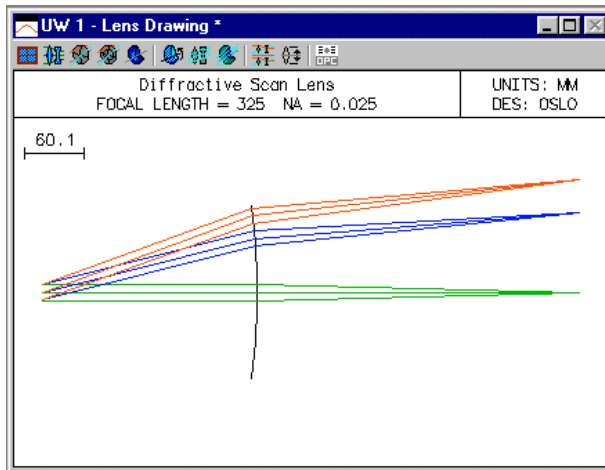 UW 1 - Lens Drawing *
Diffractive Scan Lens
FOCAL LENGTH = 325 NA = 0.025
UNITS: MM
DES: OSLO
60.1